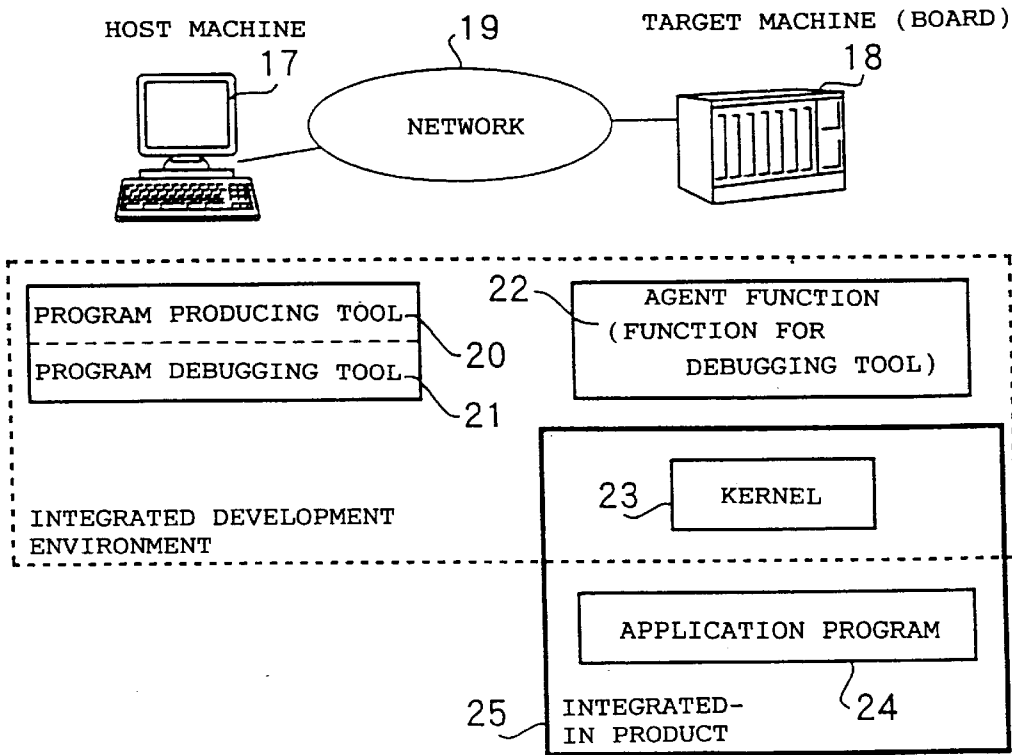 HOST MACHINE
17
19
NETWORK
TARGET MACHINE (BOARD)
18
PROGRAM PRODUCING TOOL
20
PROGRAM DEBUGGING TOOL
21
22
AGENT FUNCTION
(FUNCTION FOR
DEBUGGING TOOL)
23
KERNEL
INTEGRATED DEVELOPMENT
ENVIRONMENT
APPLICATION PROGRAM
24
25
INTEGRATED-
IN PRODUCT